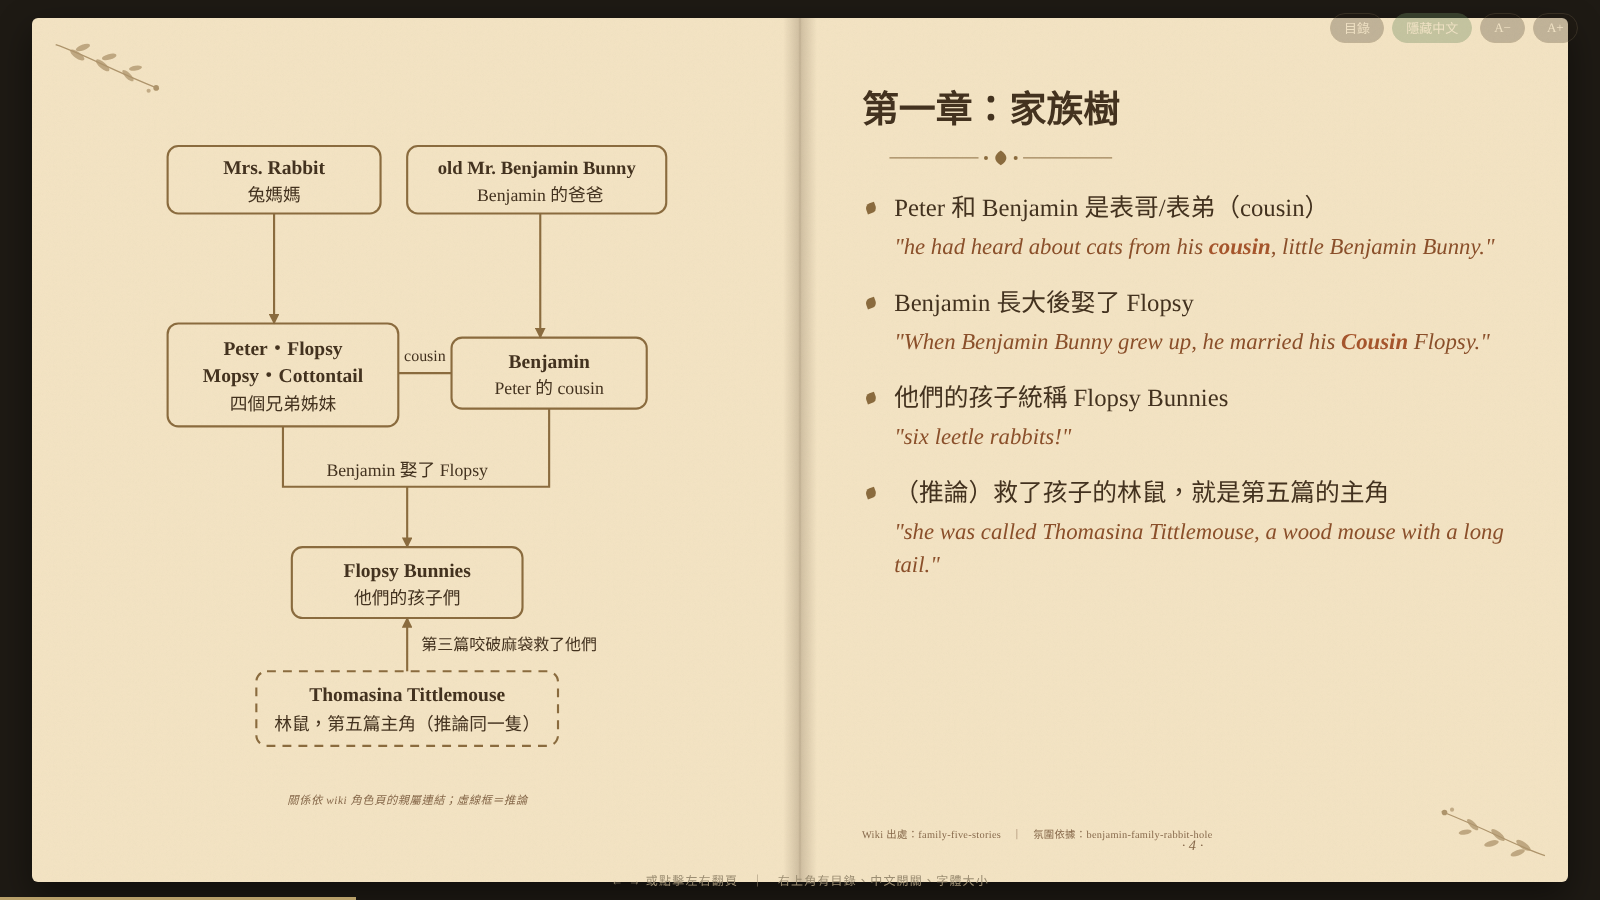 目錄
隱藏中文
A−
A+
Mrs. Rabbit
兔媽媽
old Mr. Benjamin Bunny
Benjamin 的爸爸
Peter・Flopsy
Mopsy・Cottontail
四個兄弟姊妹
cousin
Benjamin
Peter 的 cousin
Benjamin 娶了 Flopsy
Flopsy Bunnies
他們的孩子們
第三篇咬破麻袋救了他們
Thomasina Tittlemouse
林鼠，第五篇主角（推論同一隻）
關係依 wiki 角色頁的親屬連結；虛線框＝推論
第一章：家族樹
Peter 和 Benjamin 是表哥/表弟（cousin）
"he had heard about cats from his cousin, little Benjamin Bunny."
Benjamin 長大後娶了 Flopsy
"When Benjamin Bunny grew up, he married his Cousin Flopsy."
他們的孩子統稱 Flopsy Bunnies
"six leetle rabbits!"
（推論）救了孩子的林鼠，就是第五篇的主角
"she was called Thomasina Tittlemouse, a wood mouse with a long
tail."
Wiki 出處：family-five-stories ｜ 氛圍依據：benjamin-family-rabbit-hole
· 4 ·
← → 或點擊左右翻頁 ｜ 右上角有目錄、中文開關、字體大小